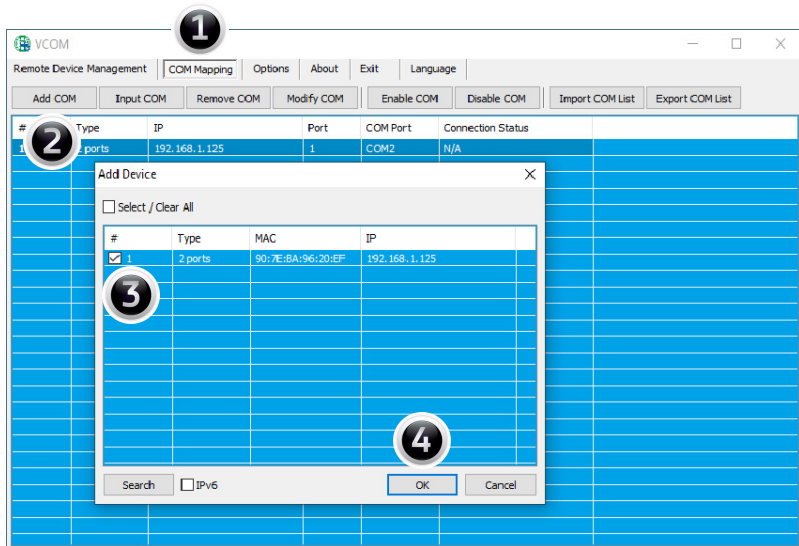 1
VCOM
Remote Device Management COM Mapping Options About Exit Language
Add COM Input COM Remove COM Modify COM Enable COM Disable COM Import COM List Export COM List
# Type IP Port COM Port Connection Status
2
1 2 ports 192.168.1.125 1 COM2 N/A
Add Device
Select / Clear All
# Type MAC IP
1 2 ports 90:7E:BA:96:20:EF 192.168.1.125
3
4
Search IPv6 OK Cancel